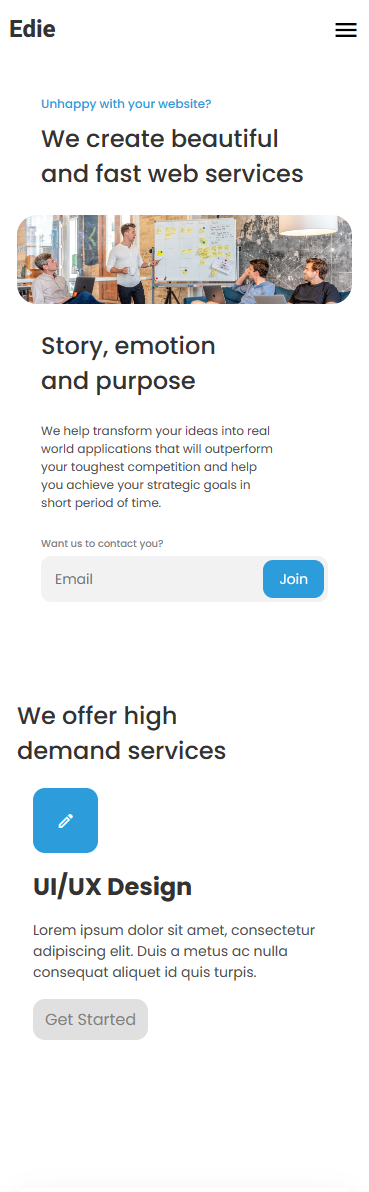 Edie
Unhappy with your website?
We create beautiful
and fast web services
Story, emotion
and purpose
We help transform your ideas into real
world applications that will outperform
your toughest competition and help
you achieve your strategic goals in
short period of time.
Want us to contact you?
Email
Join
We offer high
demand services
UI/UX Design
Lorem ipsum dolor sit amet, consectetur
adipiscing elit. Duis a metus ac nulla
consequat aliquet id quis turpis.
Get Started